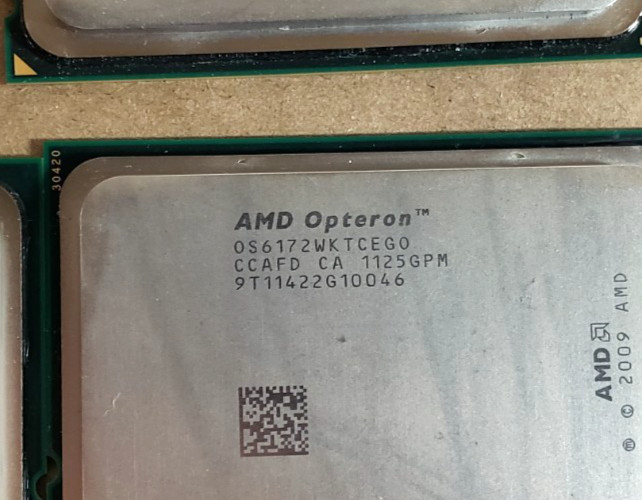 30420
AMD Opteron™
OS6172WKTCEGO
CCAFD CA 1125GPM
9T11422G10046
AMD
Ⓜ © 2009 AMD